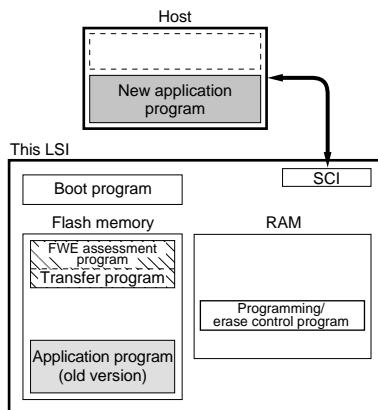 Host
New application
program
This LSI
SCI
Boot program
Flash memory
RAM
FWE assessment
program
Transfer program
Programming/
erase control program
Application program
(old version)